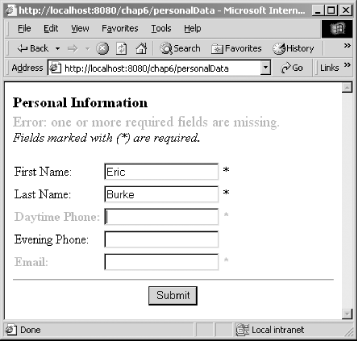 http://localhost:8080/chap6/personalData - Microsoft Intern...
File Edit View Favorites Tools Help
Back Search Favorites History
Address http://localhost:8080/chap6/personalData Go Links »
Personal Information
Error: one or more required fields are missing.
Fields marked with (*) are required.
First Name: Eric *
Last Name: Burke *
Daytime Phone: *
Evening Phone:
Email: *
Submit
Done Local intranet